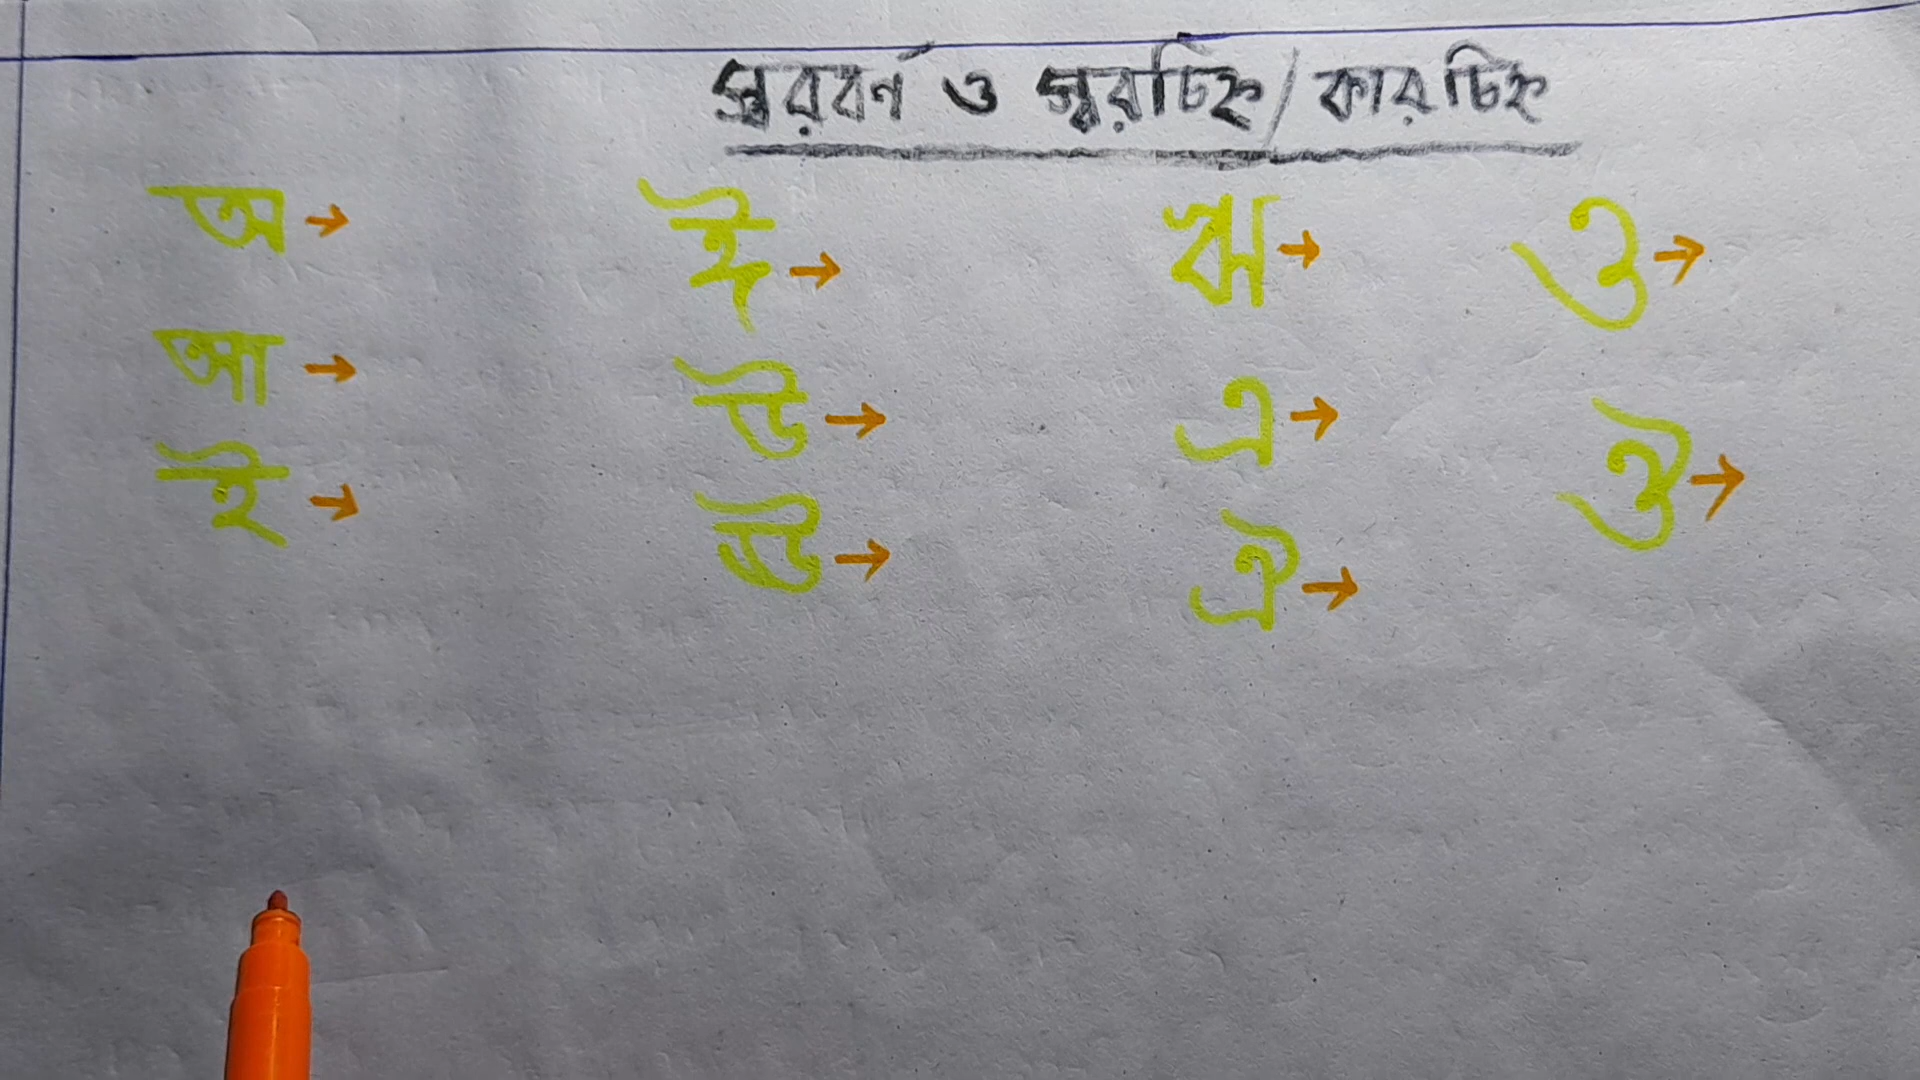 স্বরবর্ণ ও স্বরচিহ্ন/কারচিহ্ন
অ →
আ →
ই →
ঈ →
উ →
ঊ →
ঋ →
এ →
ঐ →
ও →
ঔ →